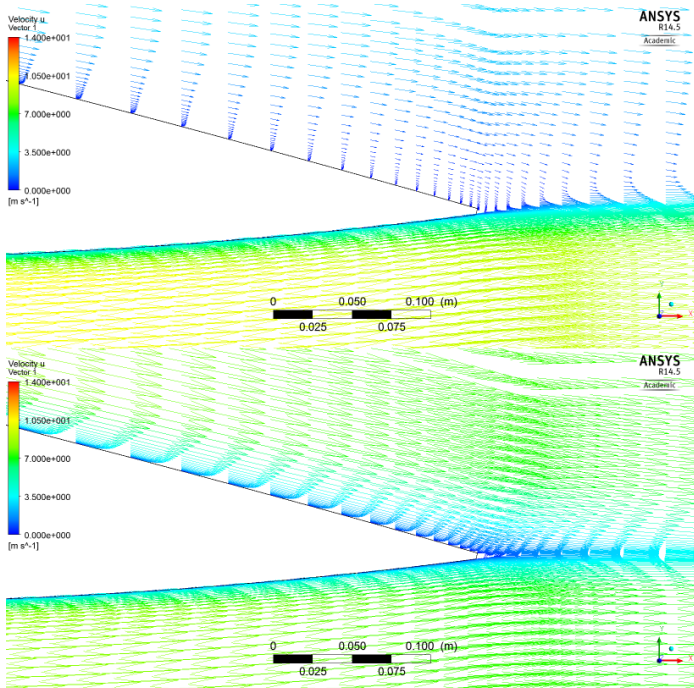 Velocity u
Vector 1
1.400e+001
1.050e+001
7.000e+000
3.500e+000
0.000e+000
[m s^-1]
ANSYS
R14.5
Academic
0 0.050 0.100 (m)
0.025 0.075
Y
X
Velocity u
Vector 1
1.400e+001
1.050e+001
7.000e+000
3.500e+000
0.000e+000
[m s^-1]
ANSYS
R14.5
Academic
0 0.050 0.100 (m)
0.025 0.075
Y
X